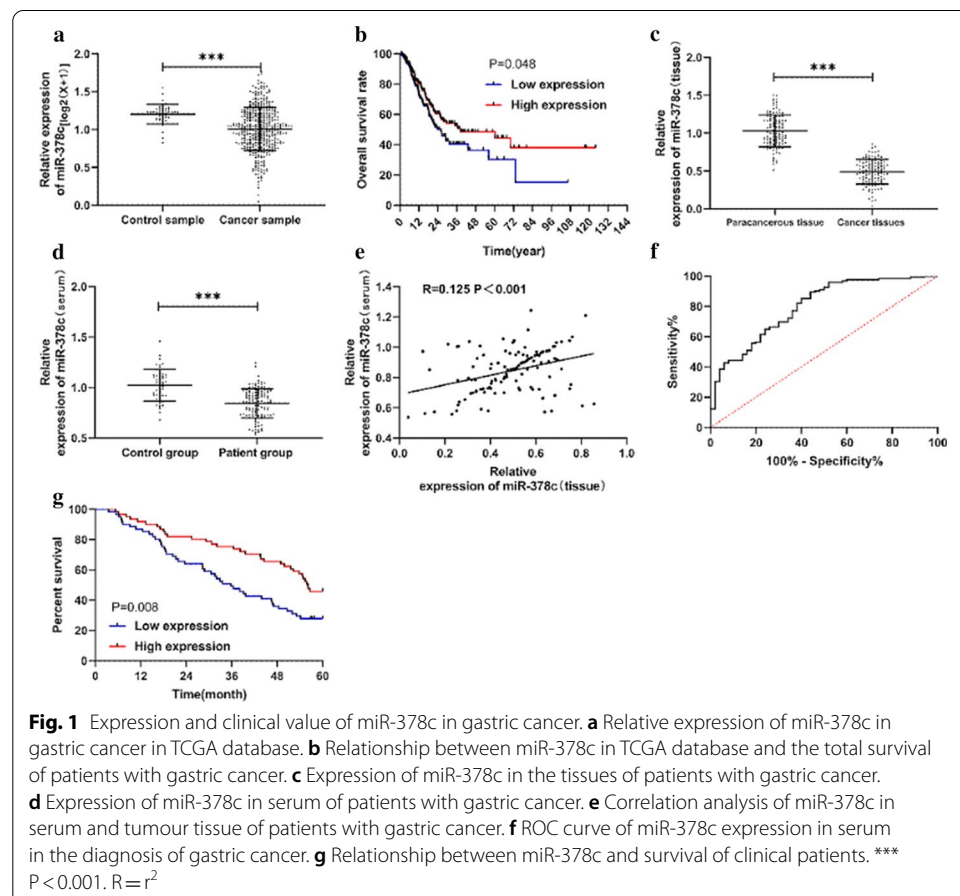 a
***
Relative expression
of miR-378c[log2(X+1)]
2.0
1.5
1.0
0.5
0.0
Control sample
Cancer sample
b
P=0.048
Low expression
High expression
Overall survival rate
100
80
60
40
20
0
0 12 24 36 48 60 72 84 96 108 120 132 144
Time(year)
c
***
Relative
expression of miR-378c(tissue)
2.0
1.5
1.0
0.5
0.0
Paracancerous tissue
Cancer tissues
d
***
Relative
expression of miR-378c(serum)
2.0
1.5
1.0
0.5
Control group
Patient group
e
R=0.125 P<0.001
Relative
expression of miR-378c(serum)
1.4
1.2
1.0
0.8
0.6
0.4
0.0 0.2 0.4 0.6 0.8 1.0
Relative
expression of miR-378c(tissue)
f
Sensitivity%
100
80
60
40
20
0
0 20 40 60 80 100
100% - Specificity%
g
Percent survival
100
80
60
40
20
0
P=0.008
Low expression
High expression
0 12 24 36 48 60
Time(month)
Fig. 1 Expression and clinical value of miR-378c in gastric cancer. a Relative expression of miR-378c in
gastric cancer in TCGA database. b Relationship between miR-378c in TCGA database and the total survival
of patients with gastric cancer. c Expression of miR-378c in the tissues of patients with gastric cancer.
d Expression of miR-378c in serum of patients with gastric cancer. e Correlation analysis of miR-378c in
serum and tumour tissue of patients with gastric cancer. f ROC curve of miR-378c expression in serum
in the diagnosis of gastric cancer. g Relationship between miR-378c and survival of clinical patients. ***
P < 0.001. R = r²